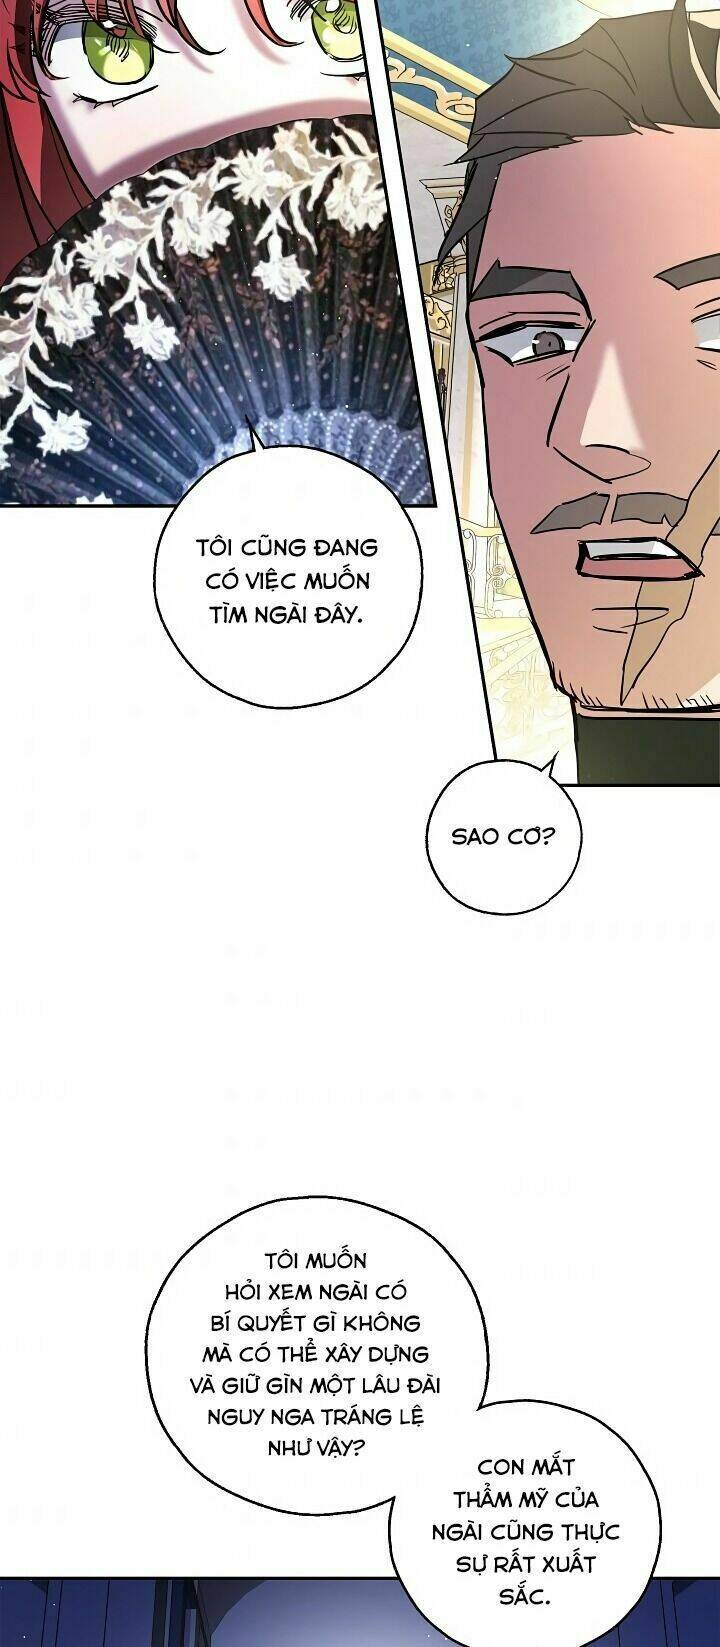 TÔI CŨNG ĐANG
CÓ VIỆC MUỐN
TÌM NGÀI ĐÂY.
SAO CƠ?
TÔI MUỐN
HỎI XEM NGÀI CÓ
BÍ QUYẾT GÌ KHÔNG
MÀ CÓ THỂ XÂY DỰNG
VÀ GIỮ GÌN MỘT LÂU ĐÀI
NGUY NGA TRÁNG LỆ
NHƯ VẬY?
CON MẮT
THẨM MỸ CỦA
NGÀI CŨNG THỰC
SỰ RẤT XUẤT
SẮC.